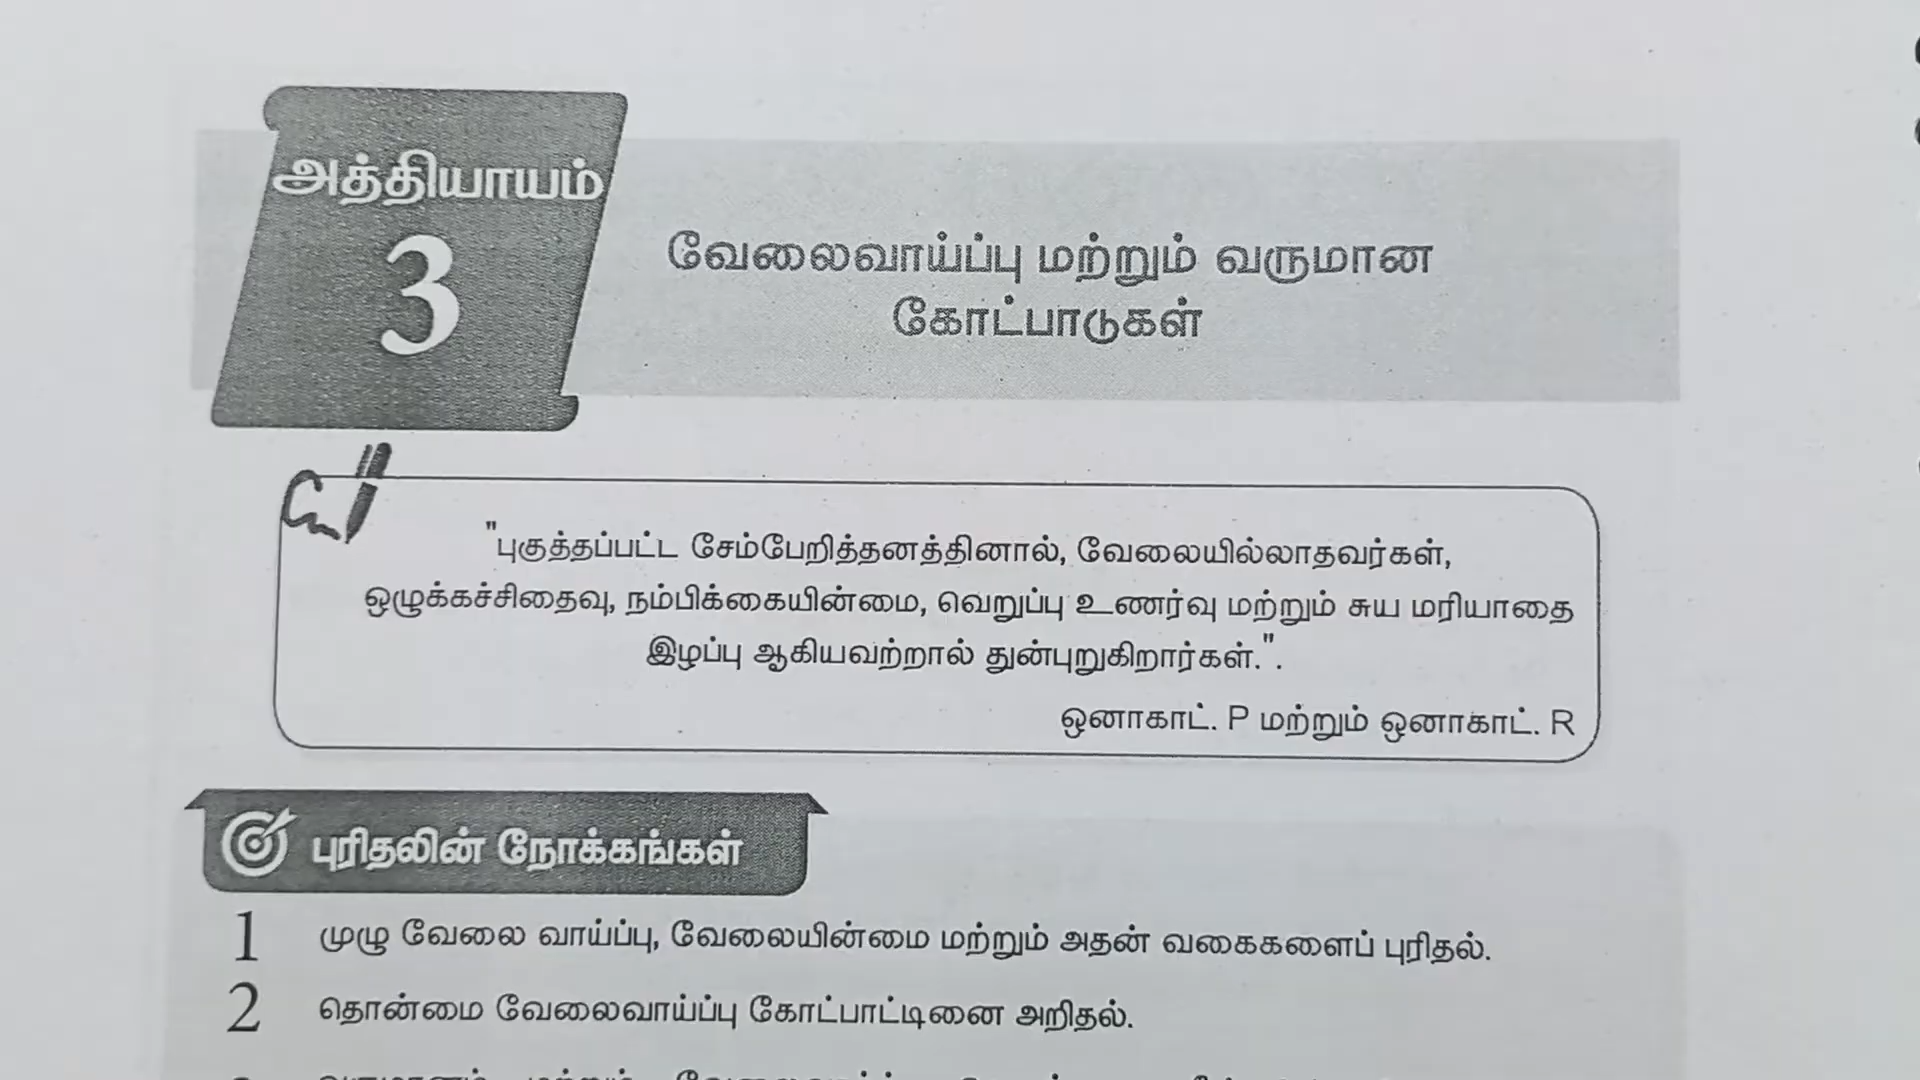 அத்தியாயம்
3
வேலைவாய்ப்பு மற்றும் வருமான
கோட்பாடுகள்
"புகுத்தப்பட்ட சேம்பேறித்தனத்தினால், வேலையில்லாதவர்கள்,
ஒழுக்கச்சிதைவு, நம்பிக்கையின்மை, வெறுப்பு உணர்வு மற்றும் சுய மரியாதை
இழப்பு ஆகியவற்றால் துன்புறுகிறார்கள்.".
ஒனாகாட். P மற்றும் ஒனாகாட். R
புரிதலின் நோக்கங்கள்
1 முழு வேலை வாய்ப்பு, வேலையின்மை மற்றும் அதன் வகைகளைப் புரிதல்.
2 தொன்மை வேலைவாய்ப்பு கோட்பாட்டினை அறிதல்.